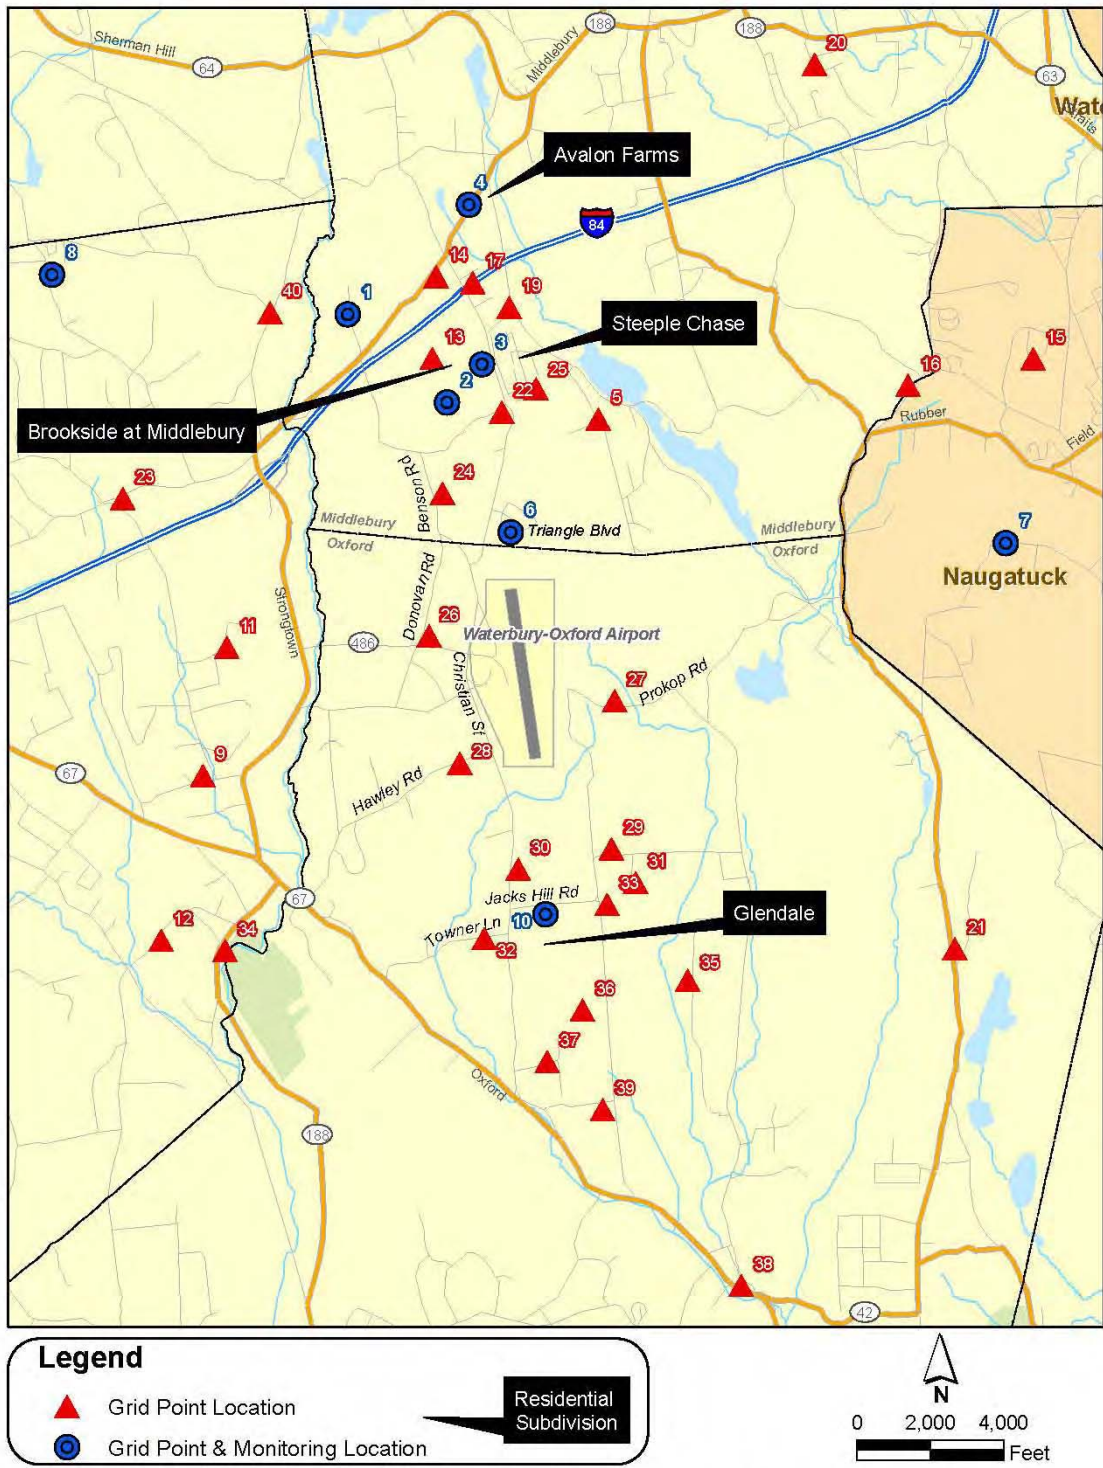 188
188
20
Sherman Hill
64
Middlebury
63
Wate
Straits
Avalon Farms
4
84
8
14
17
40
1
19
Steeple Chase
13
3
15
2
25
16
22
5
Brookside at Middlebury
Rubber
Field
23
24
Benson Rd
6
Triangle Blvd
7
Middlebury
Oxford
Middlebury
Oxford
Naugatuck
Donovan Rd
Strongtown
26
Waterbury-Oxford Airport
11
486
Christian St
27
Prokop Rd
28
9
67
Hawley Rd
29
30
31
33
Jacks Hill Rd
67
Glendale
10
12
34
Towner Ln
32
21
35
36
37
Oxford
39
188
38
42
Legend
Grid Point Location
Grid Point & Monitoring Location
Residential
Subdivision
N
0 2,000 4,000
Feet